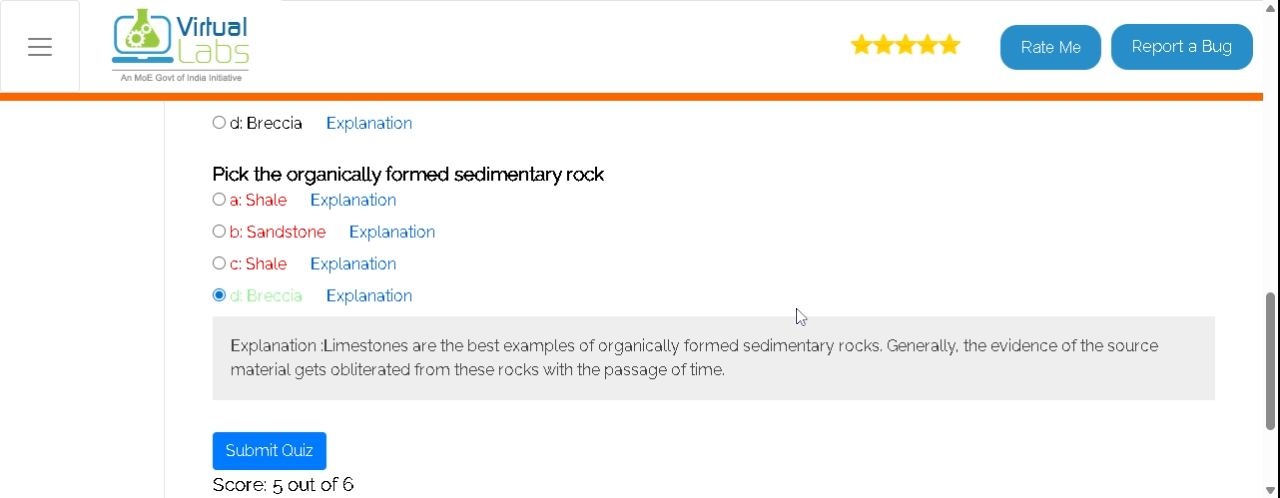 Virtual
Labs
An MoE Govt of India Initiative
Rate Me
Report a Bug
d: Breccia Explanation
Pick the organically formed sedimentary rock
a: Shale Explanation
b: Sandstone Explanation
c: Shale Explanation
d: Breccia Explanation
Explanation :Limestones are the best examples of organically formed sedimentary rocks. Generally, the evidence of the source
material gets obliterated from these rocks with the passage of time.
Submit Quiz
Score: 5 out of 6